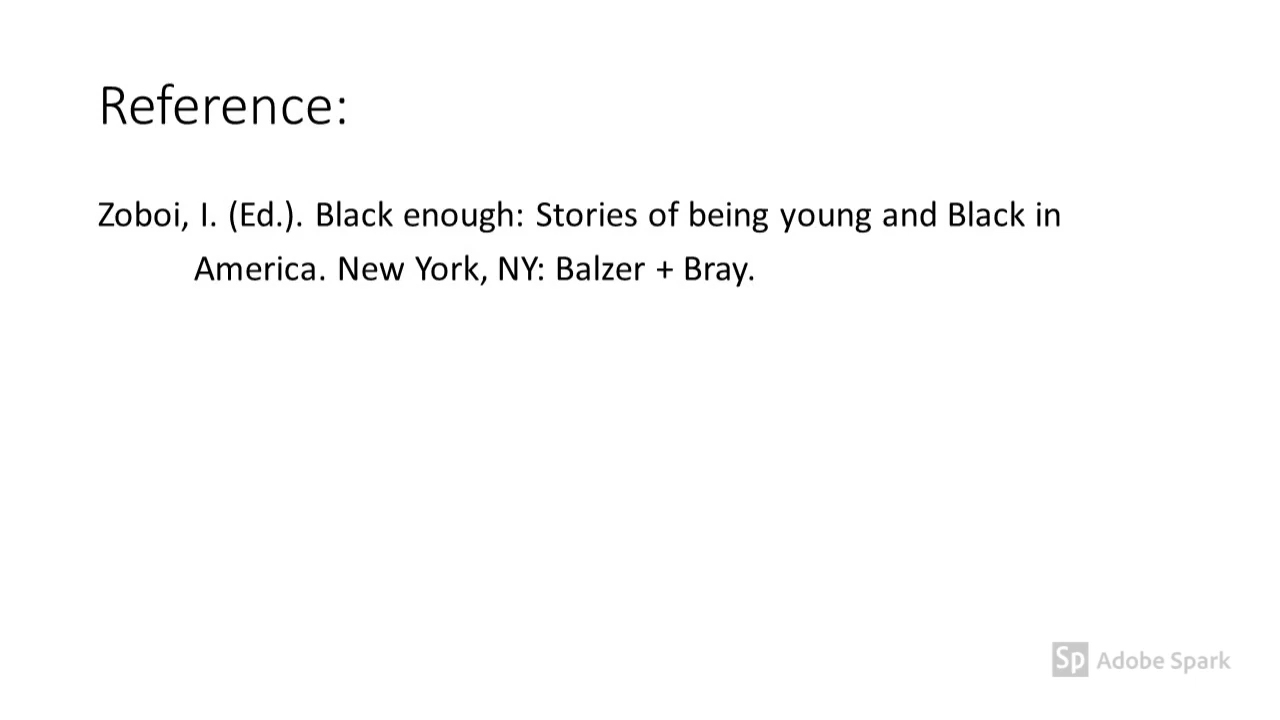 Reference:
Zoboi, I. (Ed.). Black enough: Stories of being young and Black in
America. New York, NY: Balzer + Bray.
Sp Adobe Spark